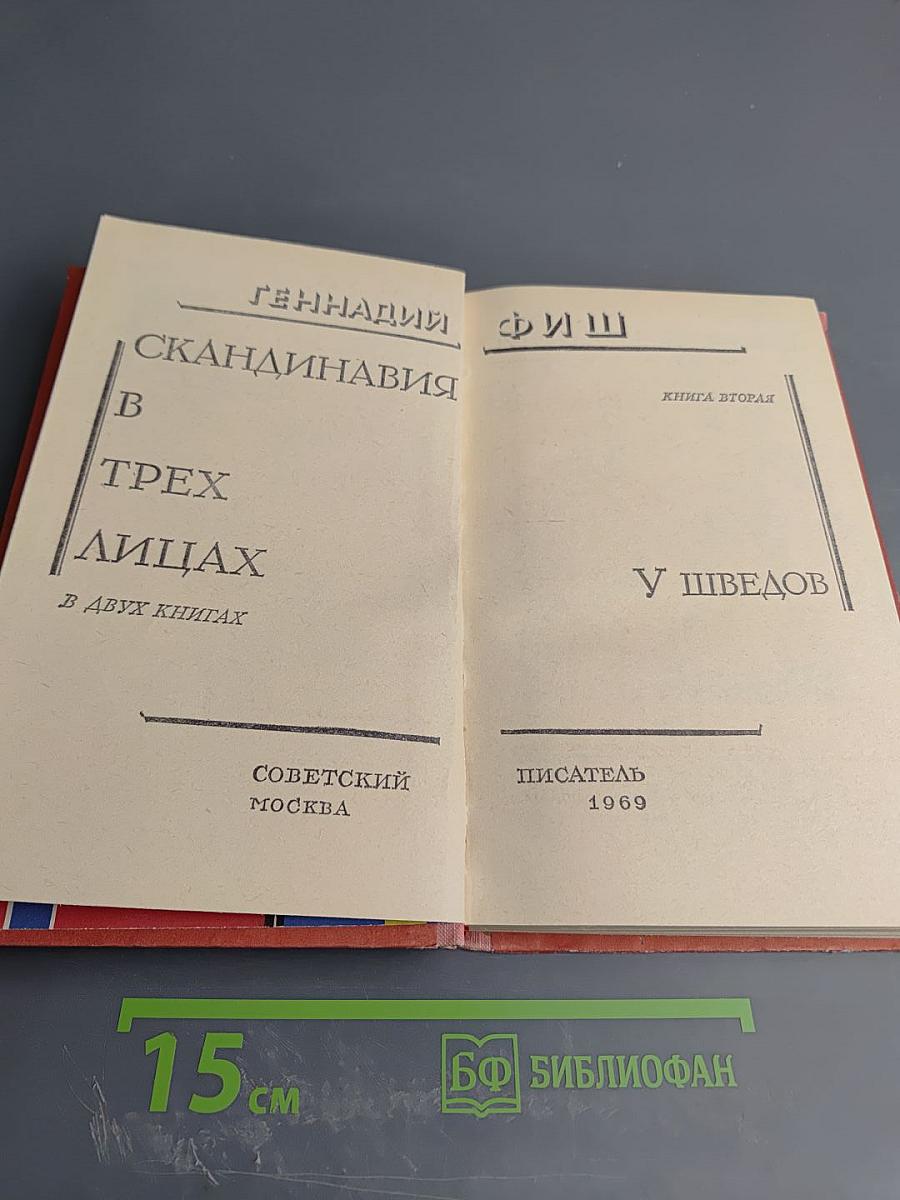 ГЕННАДИЙ
СКАНДИНАВИЯ
В
ТРЕХ
ЛИЦАХ
В ДВУХ КНИГАХ
СОВЕТСКИЙ
МОСКВА
ФИШ
КНИГА ВТОРАЯ
У ШВЕДОВ
ПИСАТЕЛЬ
1969
15 см
БФ БИБЛИОФАН